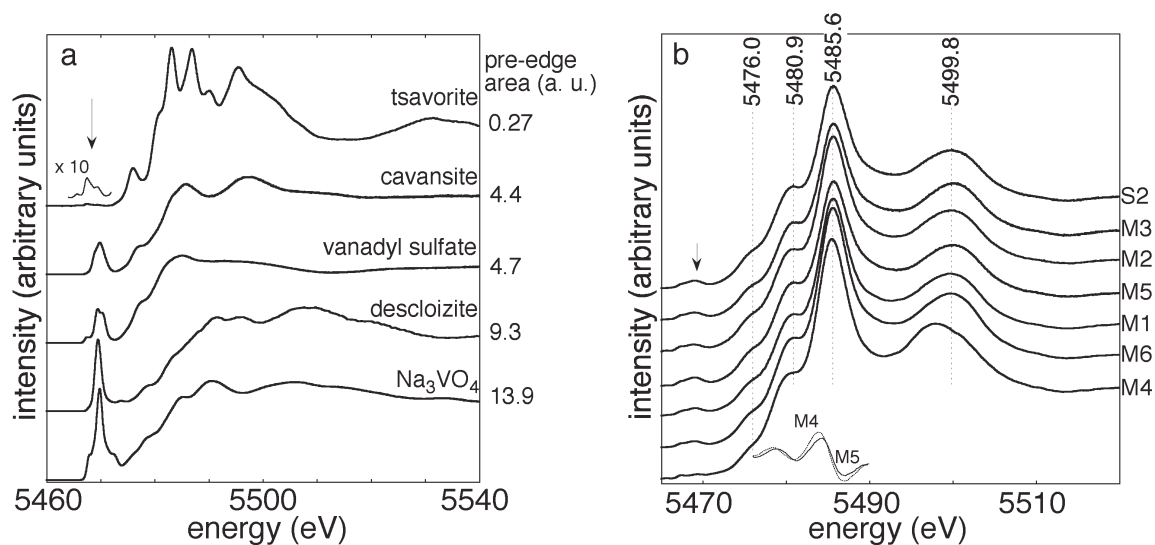 a
pre-edge
area (a. u.)
tsavorite
0.27
x 10
cavansite
4.4
vanadyl sulfate
4.7
descloizite
9.3
Na₃VO₄
13.9
intensity (arbitrary units)
5460
5500
5540
energy (eV)
b
5476.0
5480.9
5485.6
5499.8
S2
M3
M2
M5
M1
M6
M4
M4
M5
intensity (arbitrary units)
5470
5490
5510
energy (eV)